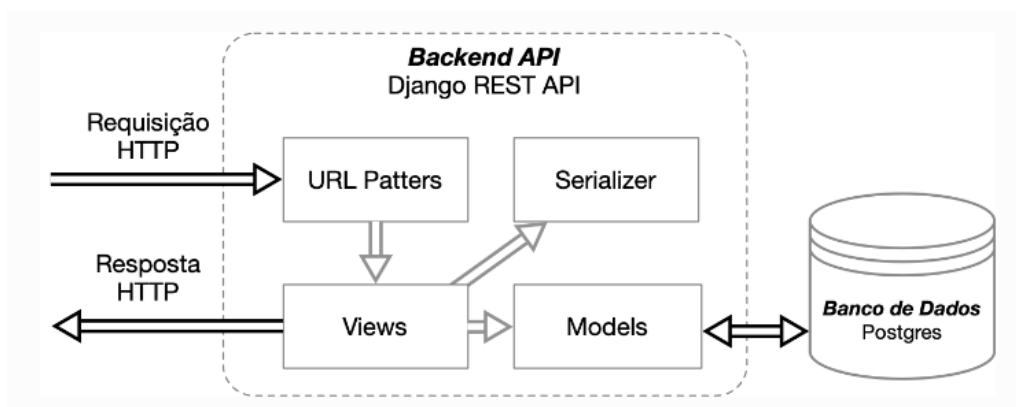 Backend API
Django REST API
Requisição
HTTP
URL Patters
Serializer
Resposta
HTTP
Views
Models
Banco de Dados
Postgres